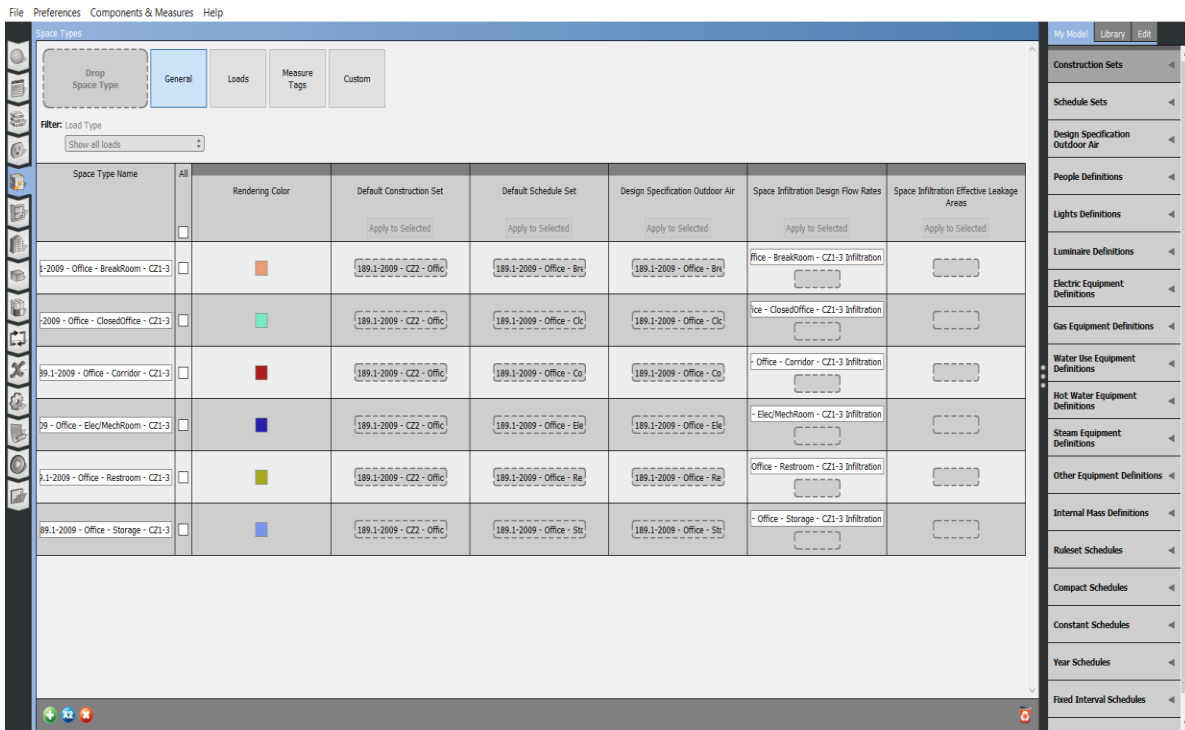 File Preferences Components & Measures Help
Space Types
My Model Library Edit
Drop
Space Type
General
Loads
Measure
Tags
Custom
Filter: Load Type
Show all loads
Space Type Name
All
Rendering Color
Default Construction Set
Default Schedule Set
Design Specification Outdoor Air
Space Infiltration Design Flow Rates
Space Infiltration Effective Leakage
Areas
Apply to Selected
Apply to Selected
Apply to Selected
Apply to Selected
Apply to Selected
1-2009 - Office - BreakRoom - CZ1-3
189.1-2009 - CZ2 - Offic
189.1-2009 - Office - Bre
189.1-2009 - Office - Bre
ffice - BreakRoom - CZ1-3 Infiltration
-2009 - Office - ClosedOffice - CZ1-3
189.1-2009 - CZ2 - Offic
189.1-2009 - Office - Clc
189.1-2009 - Office - Clc
ice - ClosedOffice - CZ1-3 Infiltration
89.1-2009 - Office - Corridor - CZ1-3
189.1-2009 - CZ2 - Offic
189.1-2009 - Office - Co
189.1-2009 - Office - Co
- Office - Corridor - CZ1-3 Infiltration
09 - Office - Elec/MechRoom - CZ1-3
189.1-2009 - CZ2 - Offic
189.1-2009 - Office - Ele
189.1-2009 - Office - Ele
- Elec/MechRoom - CZ1-3 Infiltration
9.1-2009 - Office - Restroom - CZ1-3
189.1-2009 - CZ2 - Offic
189.1-2009 - Office - Re
189.1-2009 - Office - Re
Office - Restroom - CZ1-3 Infiltration
89.1-2009 - Office - Storage - CZ1-3
189.1-2009 - CZ2 - Offic
189.1-2009 - Office - Stc
189.1-2009 - Office - Stc
- Office - Storage - CZ1-3 Infiltration
X2
Construction Sets
Schedule Sets
Design Specification
Outdoor Air
People Definitions
Lights Definitions
Luminaire Definitions
Electric Equipment
Definitions
Gas Equipment Definitions
Water Use Equipment
Definitions
Hot Water Equipment
Definitions
Steam Equipment
Definitions
Other Equipment Definitions
Internal Mass Definitions
Ruleset Schedules
Compact Schedules
Constant Schedules
Year Schedules
Fixed Interval Schedules